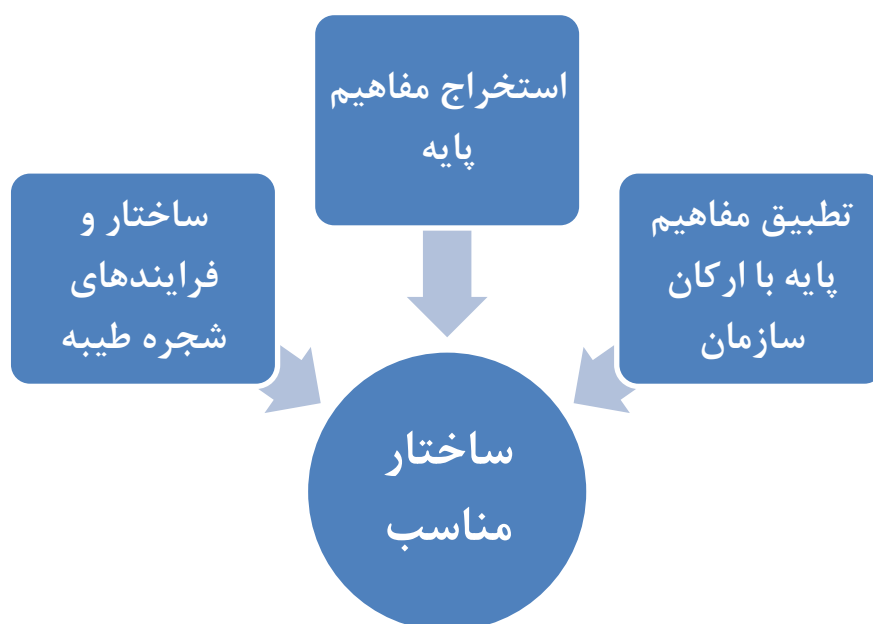 استخراج مفاهیم
پایه
تطبیق مفاهیم
پایه با ارکان
سازمان
ساختار و
فرایندهای
شجره طیبه
ساختار
مناسب